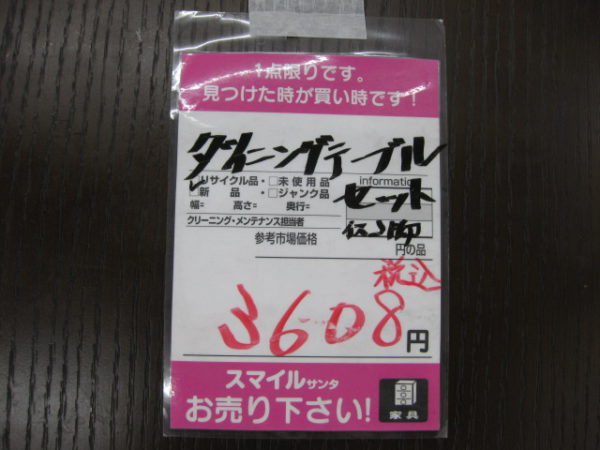 1点限りです。
見つけた時が買い時です!
ダイニングテーブル
リサイクル品・□未使用品
□新品・□ジャンク品
information
セット
幅= 高さ= 奥行=
クリーニング・メンテナンス担当者
参考市場価格
脚
円の品
税込
3608円
スマイルサンタ
お売り下さい!
家具